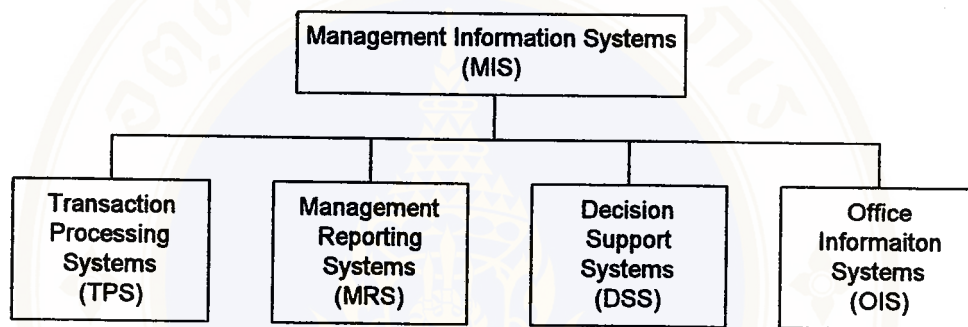 Management Information Systems
(MIS)
Transaction
Processing
Systems
(TPS)
Management
Reporting
Systems
(MRS)
Decision
Support
Systems
(DSS)
Office
Informaiton
Systems
(OIS)